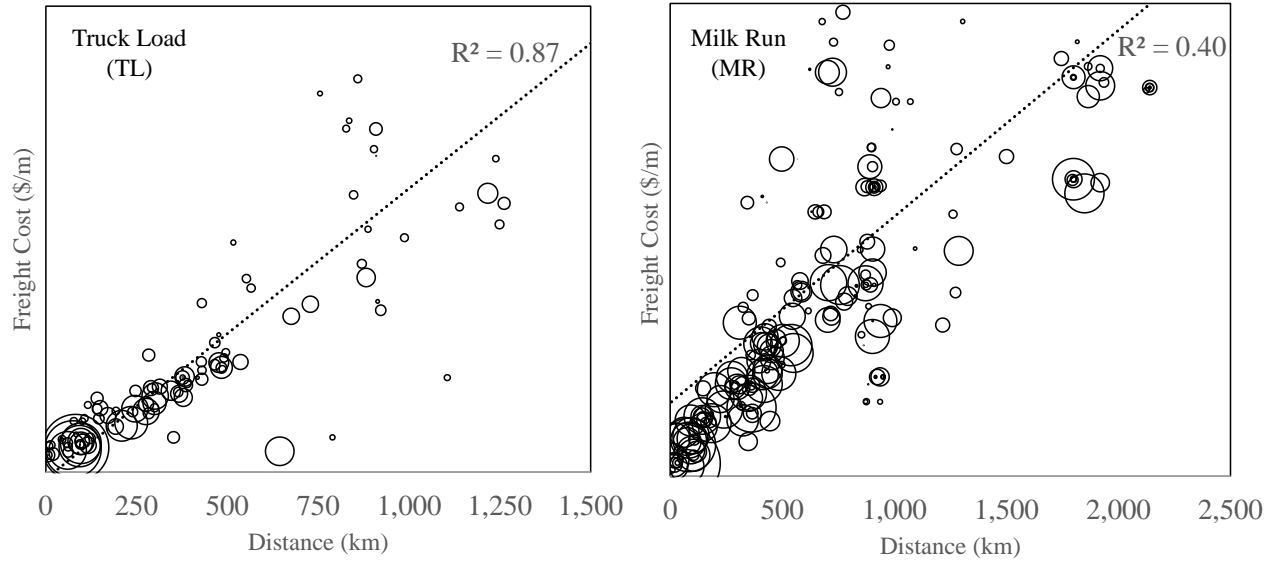 Truck Load
(TL)
R² = 0.87
Freight Cost ($/m)
0
250
500
750
1,000
1,250
1,500
Distance (km)
Milk Run
(MR)
R² = 0.40
Freight Cost ($/m)
0
500
1,000
1,500
2,000
2,500
Distance (km)